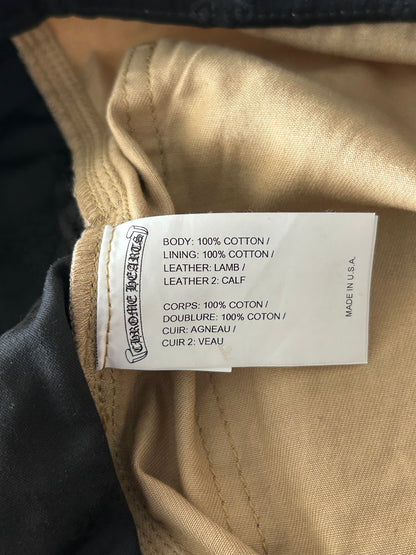 CHROME HEARTS
BODY: 100% COTTON /
LINING: 100% COTTON /
LEATHER: LAMB /
LEATHER 2: CALF
CORPS: 100% COTON /
DOUBLURE: 100% COTON /
CUIR: AGNEAU /
CUIR 2: VEAU
MADE IN U.S.A.